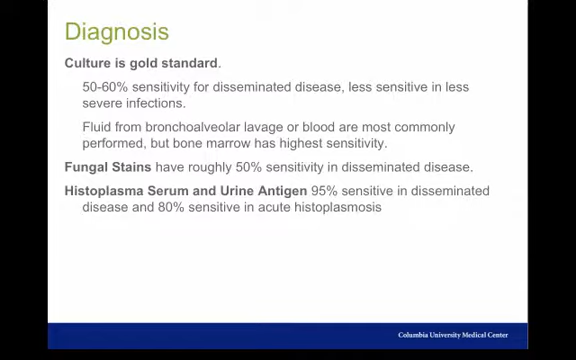 Diagnosis
Culture is gold standard.
50-60% sensitivity for disseminated disease, less sensitive in less
severe infections.
Fluid from bronchoalveolar lavage or blood are most commonly
performed, but bone marrow has highest sensitivity.
Fungal Stains have roughly 50% sensitivity in disseminated disease.
Histoplasma Serum and Urine Antigen 95% sensitive in disseminated
disease and 80% sensitive in acute histoplasmosis
Columbia University Medical Center